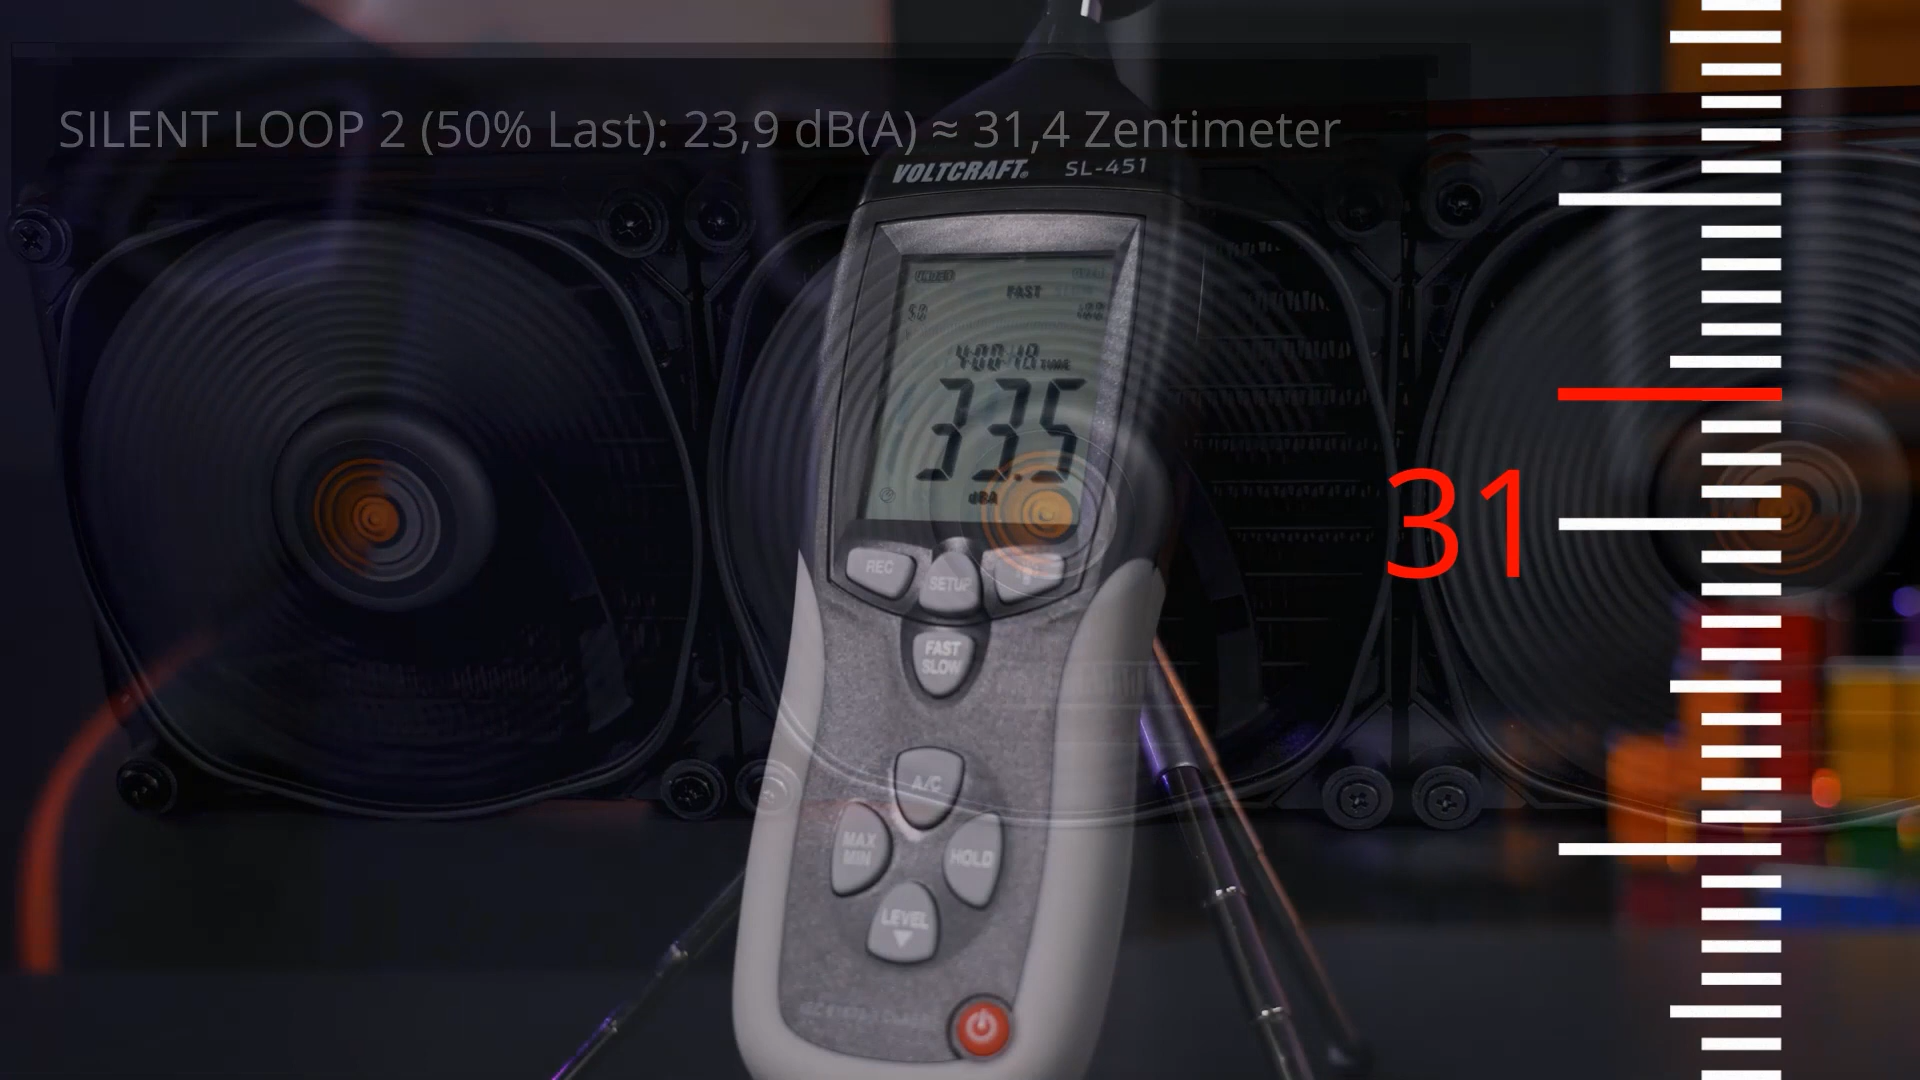 SILENT LOOP 2 (50% Last): 23,9 dB(A) ≈ 31,4 Zentimeter
VOLTCRAFT® SL-451
FAST
50
TIME
33.5
dBA
31
REC
SETUP
FAST
SLOW
A/C
MAX
MIN
HOLD
LEVEL